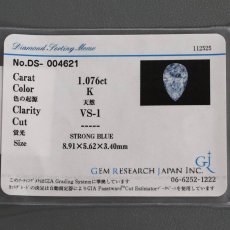 Diamond Sorting Memo
112525
No.DS- 004621
Carat 1.076ct
Color K
色の起源 天然
Clarity VS-1
Cut
蛍光 STRONG BLUE
Size 8.91×5.62×3.40mm
GEM RESEARCH JAPAN INC.
06-6252-1222